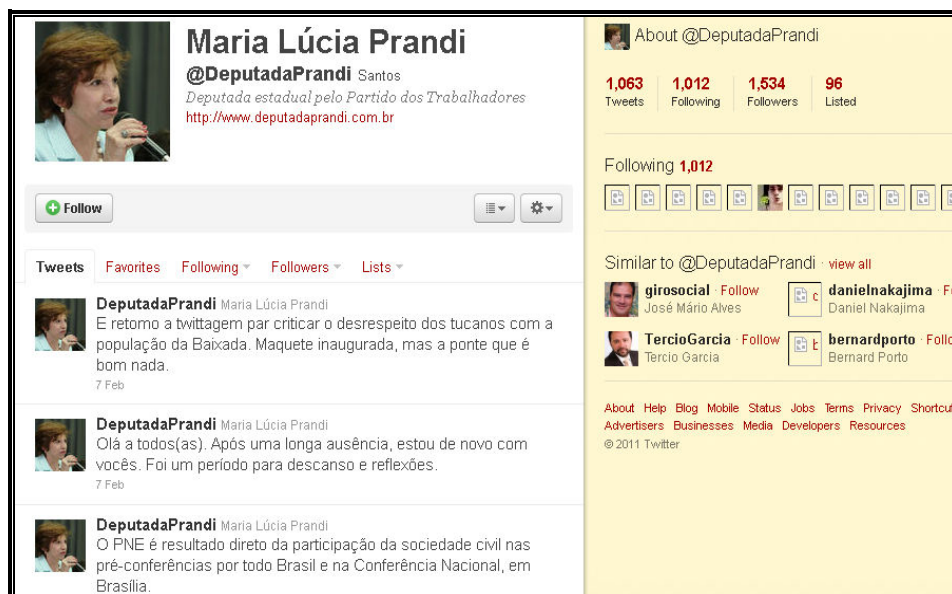 Maria Lúcia Prandi
@DeputadaPrandi Santos
Deputada estadual pelo Partido dos Trabalhadores
http://www.deputadaprandi.com.br
Follow
Tweets Favorites Following Followers Lists
DeputadaPrandi Maria Lúcia Prandi
E retomo a twittagem par criticar o desrespeito dos tucanos com a
população da Baixada. Maquete inaugurada, mas a ponte que é
bom nada.
7 Feb
DeputadaPrandi Maria Lúcia Prandi
Olá a todos(as). Após uma longa ausência, estou de novo com
vocês. Foi um período para descanso e reflexões.
7 Feb
DeputadaPrandi Maria Lúcia Prandi
O PNE é resultado direto da participação da sociedade civil nas
pré-conferências por todo Brasil e na Conferência Nacional, em
Brasília.
About @DeputadaPrandi
1,063 1,012 1,534 96
Tweets Following Followers Listed
Following 1,012
Similar to @DeputadaPrandi · view all
girosocial · Follow
José Mário Alves
danielnakajima · Fo
Daniel Nakajima
TercioGarcia · Follow
Tercio Garcia
bernardporto · Follo
Bernard Porto
About Help Blog Mobile Status Jobs Terms Privacy Shortcut
Advertisers Businesses Media Developers Resources
© 2011 Twitter